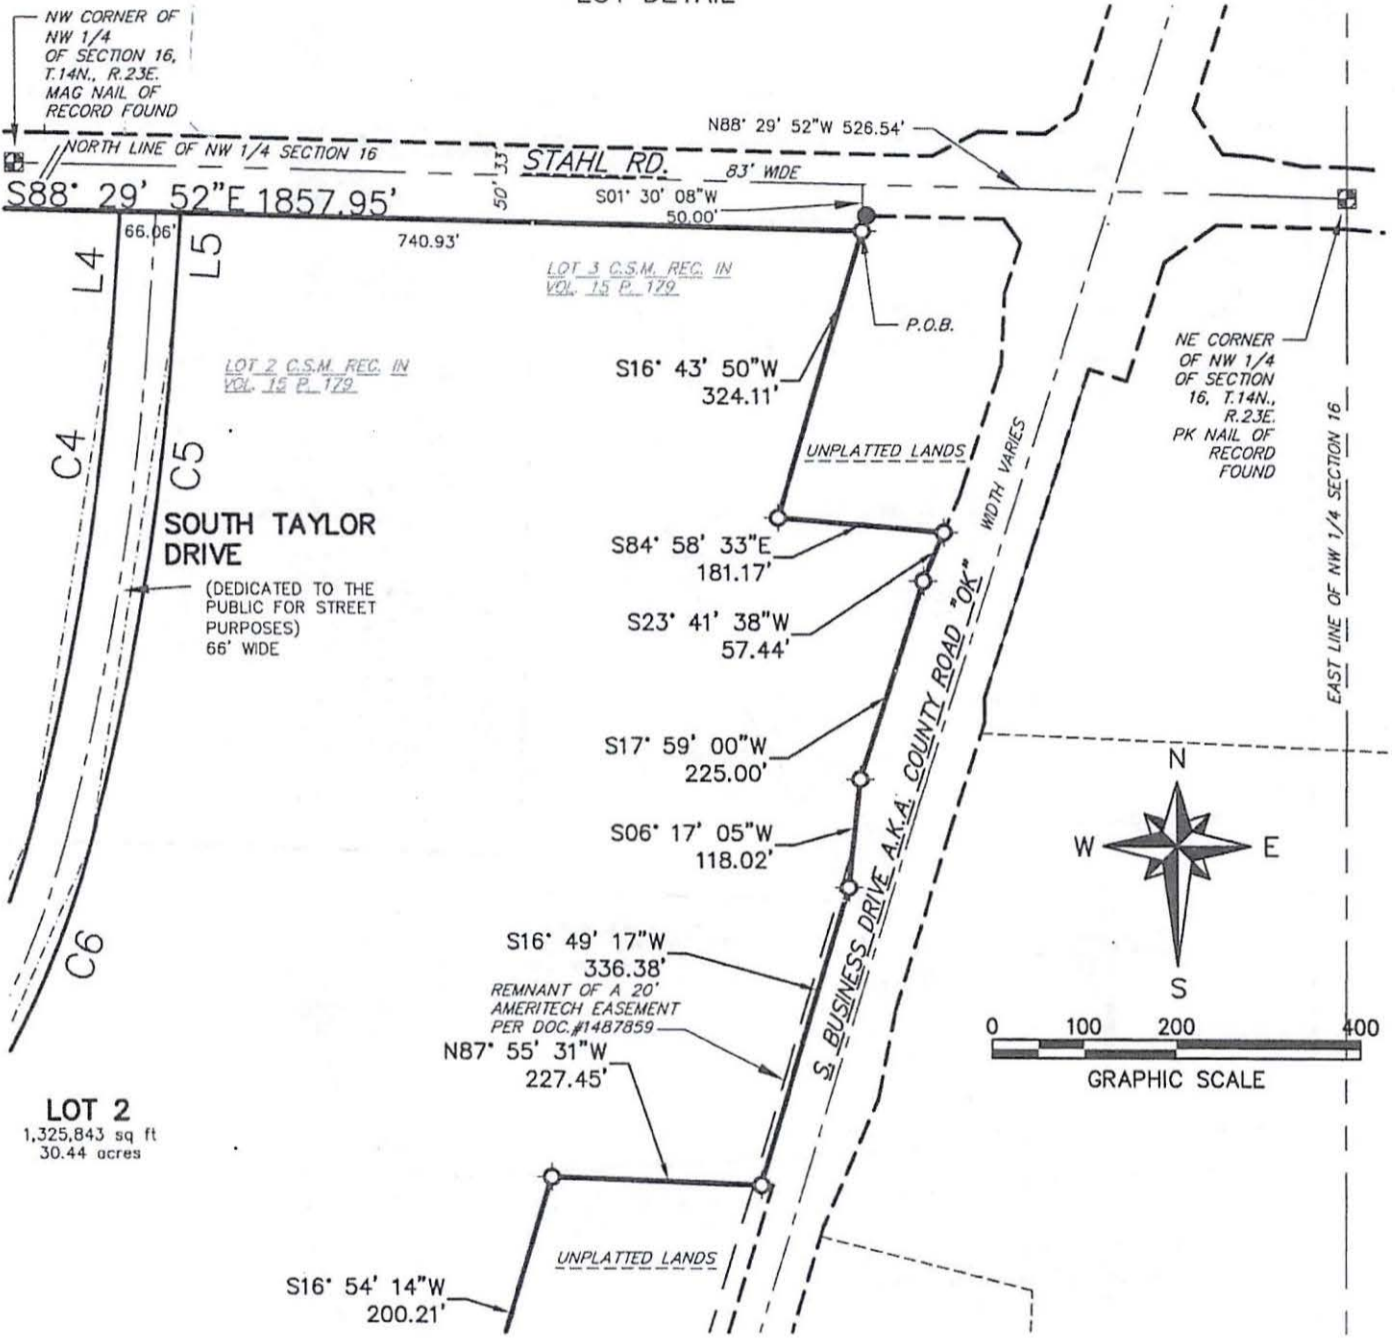 NW CORNER OF
NW 1/4
OF SECTION 16,
T.14N., R.23E.
MAG NAIL OF
RECORD FOUND
N88° 29' 52"W 526.54'
NORTH LINE OF NW 1/4 SECTION 16
50' 33'
STAHL RD.
83' WIDE
S88° 29' 52"E 1857.95'
S01° 30' 08"W
50.00'
66.06'
740.93'
L4
L5
LOT 3 C.S.M. REC. IN
VOL. 15 P. 179
P.O.B.
LOT 2 C.S.M. REC. IN
VOL. 15 P. 179
S16° 43' 50"W
324.11'
NE CORNER
OF NW 1/4
OF SECTION
16, T.14N.,
R.23E.
PK NAIL OF
RECORD
FOUND
EAST LINE OF NW 1/4 SECTION 16
UNPLATTED LANDS
WIDTH VARIES
C4
C5
SOUTH TAYLOR
DRIVE
(DEDICATED TO THE
PUBLIC FOR STREET
PURPOSES)
66' WIDE
S84° 58' 33"E
181.17'
S23° 41' 38"W
57.44'
S17° 59' 00"W
225.00'
S06° 17' 05"W
118.02'
S. BUSINESS DRIVE A.K.A. COUNTY ROAD "OK"
N
W E
S
C6
S16° 49' 17"W
336.38'
REMNANT OF A 20'
AMERITECH EASEMENT
PER DOC.#1487859
N87° 55' 31"W
227.45'
0 100 200 400
GRAPHIC SCALE
LOT 2
1,325,843 sq ft
30.44 acres
UNPLATTED LANDS
S16° 54' 14"W
200.21'